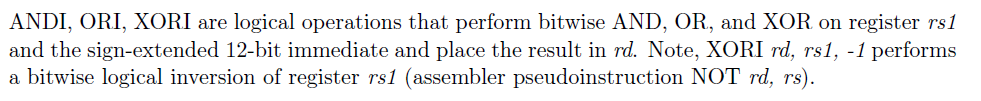 ANDI, ORI, XORI are logical operations that perform bitwise AND, OR, and XOR on register rs1
and the sign-extended 12-bit immediate and place the result in rd. Note, XORI rd, rs1, -1 performs
a bitwise logical inversion of register rs1 (assembler pseudoinstruction NOT rd, rs).